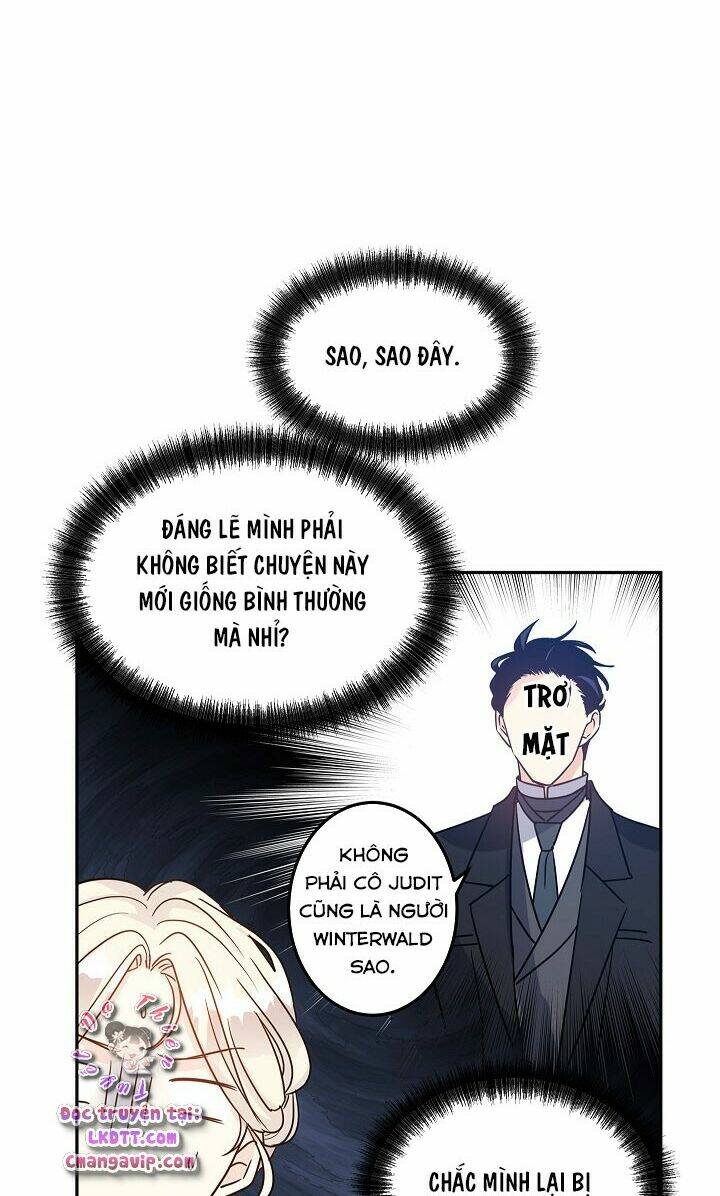 SAO, SAO ĐÂY.
ĐÁNG LẼ MÌNH PHẢI
KHÔNG BIẾT CHUYỆN NÀY
MỚI GIỐNG BÌNH THƯỜNG
MÀ NHỈ?
TRƠ
MẶT
KHÔNG
PHẢI CÔ JUDIT
CŨNG LÀ NGƯỜI
WINTERWALD
SAO.
Đọc truyện tại:
LKDTT.com
Cmangavip.com
CHẮC MÌNH LẠI BỊ